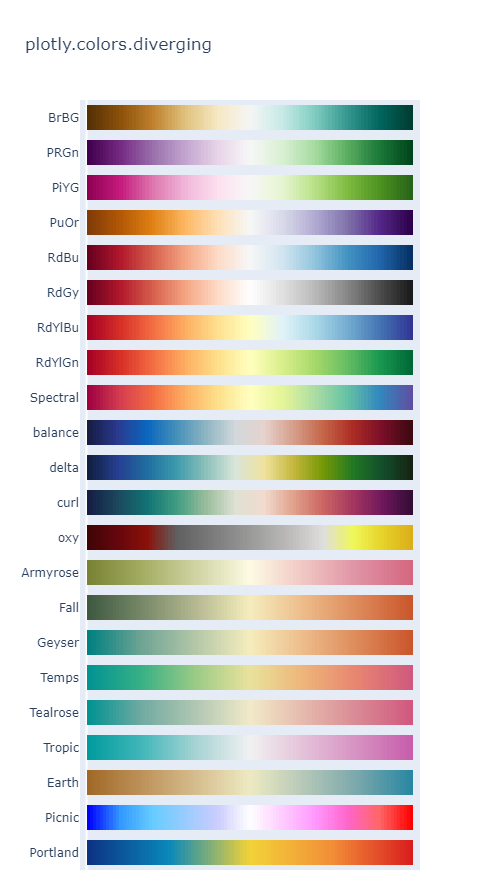 plotly.colors.diverging
BrBG
PRGn
PiYG
PuOr
RdBu
RdGy
RdYlBu
RdYlGn
Spectral
balance
delta
curl
oxy
Armyrose
Fall
Geyser
Temps
Tealrose
Tropic
Earth
Picnic
Portland